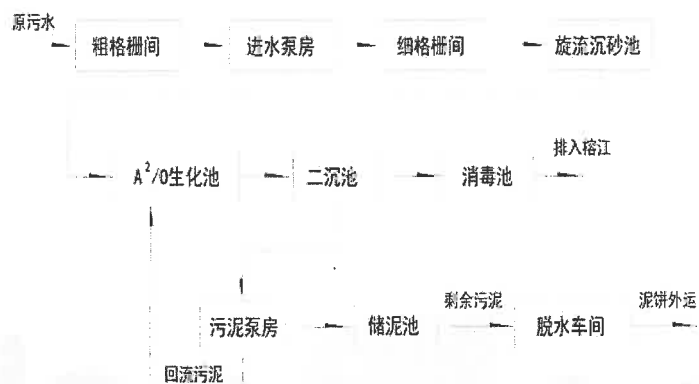 原污水
粗格栅间
进水泵房
细格栅间
旋流沉砂池
A²/O生化池
二沉池
消毒池
排入榕江
污泥泵房
储泥池
剩余污泥
脱水车间
泥饼外运
回流污泥